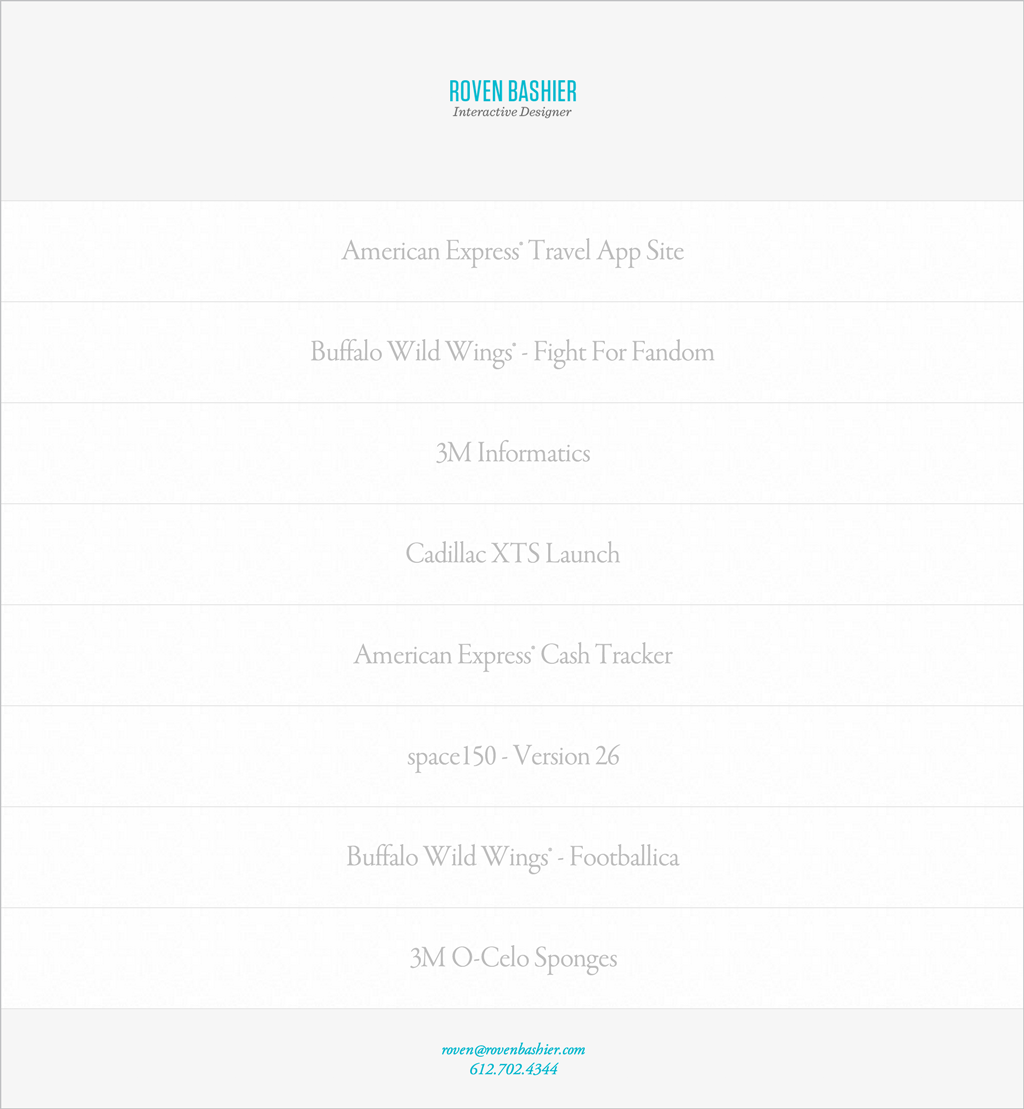 ROVEN BASHIER
Interactive Designer
American Express® Travel App Site
Buffalo Wild Wings® - Fight For Fandom
3M Informatics
Cadillac XTS Launch
American Express® Cash Tracker
space150 - Version 26
Buffalo Wild Wings® - Footballica
3M O-Celo Sponges
roven@rovenbashier.com
612.702.4344